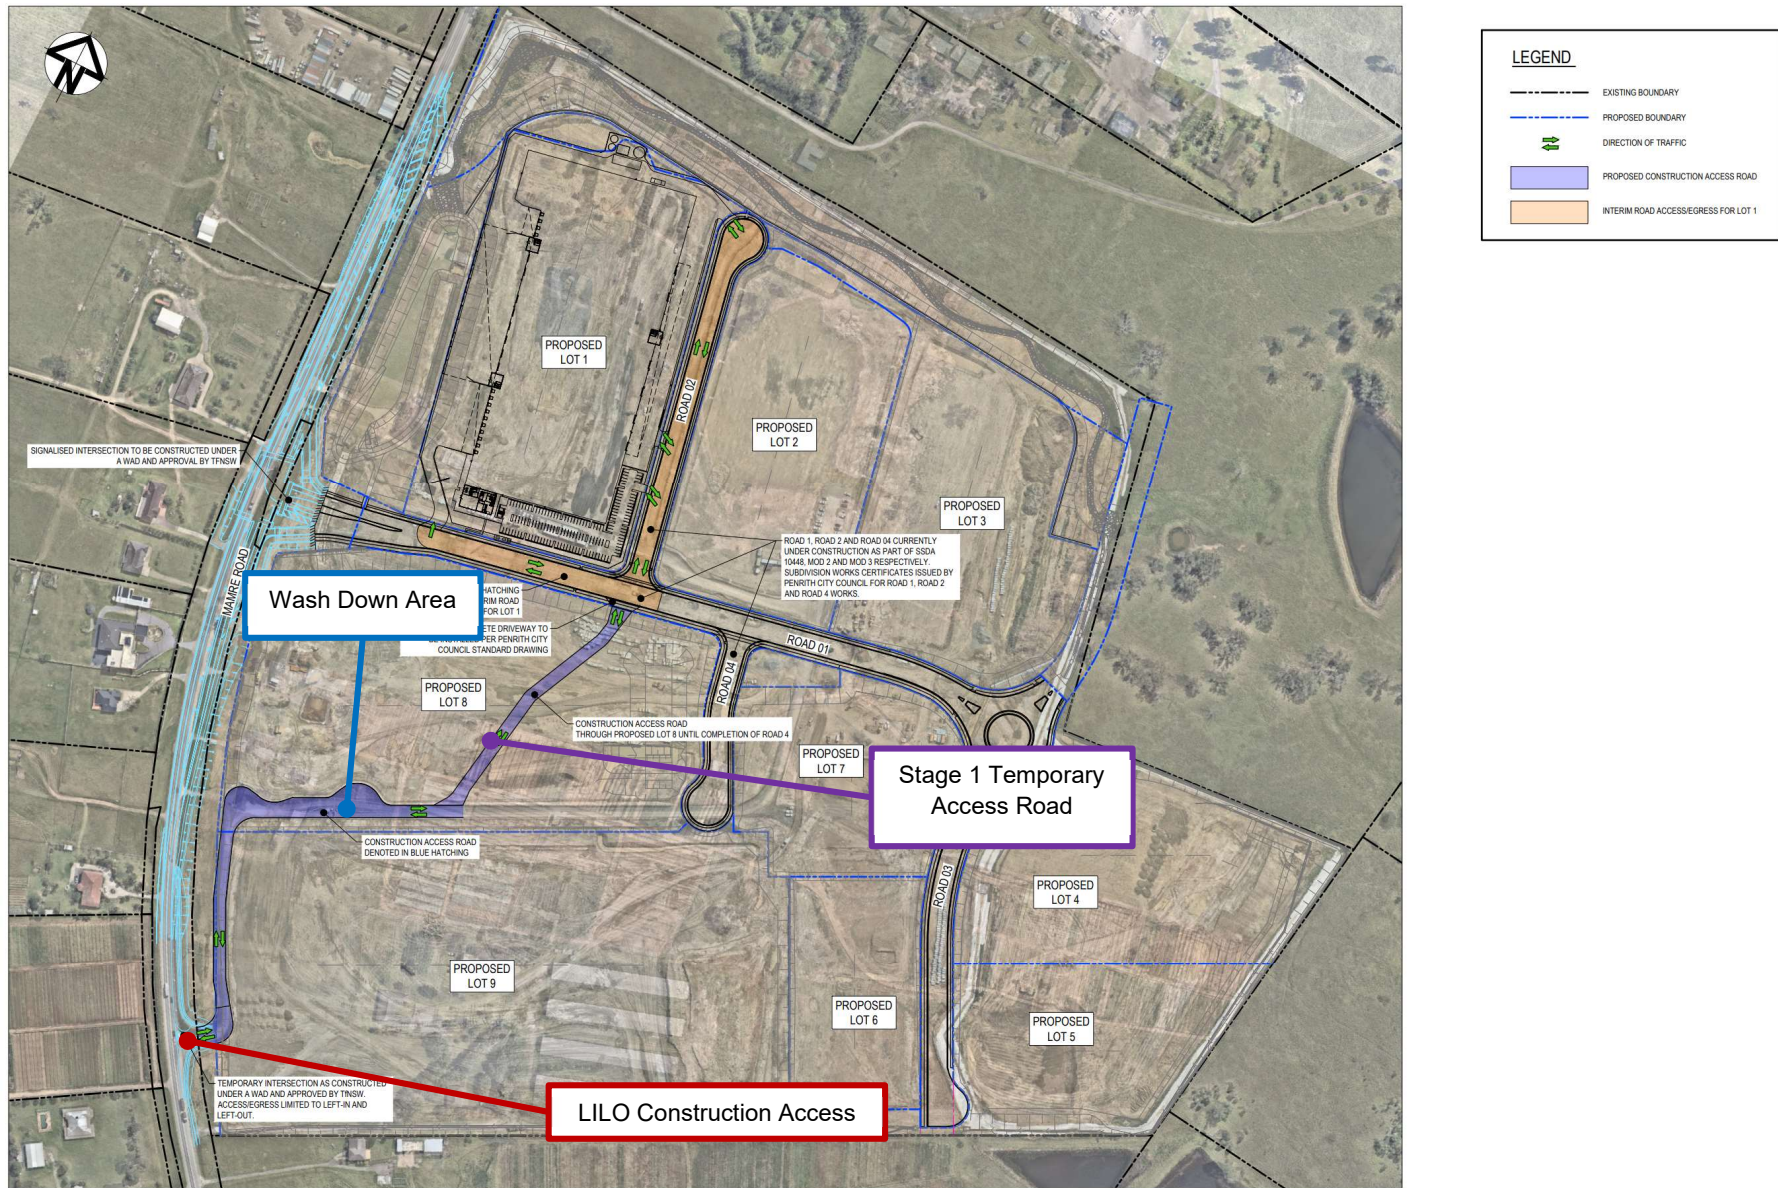 N
LEGEND
EXISTING BOUNDARY
PROPOSED BOUNDARY
DIRECTION OF TRAFFIC
PROPOSED CONSTRUCTION ACCESS ROAD
INTERIM ROAD ACCESS/EGRESS FOR LOT 1
PROPOSED
LOT 1
ROAD 02
PROPOSED
LOT 2
SIGNALISED INTERSECTION TO BE CONSTRUCTED UNDER
A WAD AND APPROVAL BY TFNSW
PROPOSED
LOT 3
ROAD 1, ROAD 2 AND ROAD 04 CURRENTLY
UNDER CONSTRUCTION AS PART OF SSDA
10448, MOD 2 AND MOD 3 RESPECTIVELY.
SUBDIVISION WORKS CERTIFICATES ISSUED BY
PENRITH CITY COUNCIL FOR ROAD 1, ROAD 2
AND ROAD 4 WORKS.
MAMRE ROAD
Wash Down Area
HATCHING
RIM ROAD
FOR LOT 1
ETE DRIVEWAY TO
PER PENRITH CITY
COUNCIL STANDARD DRAWING
ROAD 01
ROAD 04
PROPOSED
LOT 8
CONSTRUCTION ACCESS ROAD
THROUGH PROPOSED LOT 8 UNTIL COMPLETION OF ROAD 4
PROPOSED
LOT 7
Stage 1 Temporary
Access Road
CONSTRUCTION ACCESS ROAD
DENOTED IN BLUE HATCHING
ROAD 03
PROPOSED
LOT 4
PROPOSED
LOT 9
PROPOSED
LOT 6
PROPOSED
LOT 5
TEMPORARY INTERSECTION AS CONSTRUCTED
UNDER A WAD AND APPROVED BY TfNSW.
ACCESS/EGRESS LIMITED TO LEFT-IN AND
LEFT-OUT.
LILO Construction Access